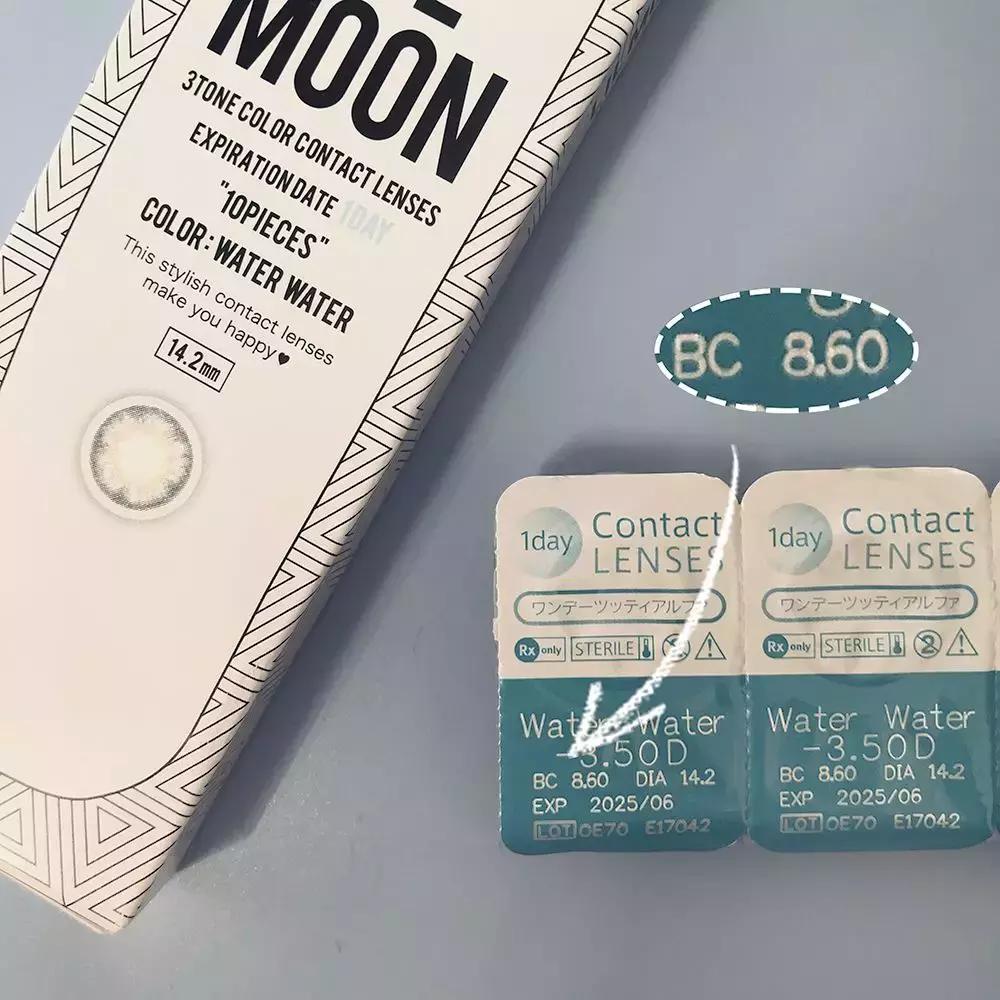 MOON
3TONE COLOR CONTACT LENSES
EXPIRATION DATE 1DAY
"10PIECES"
COLOR: WATER WATER
This stylish contact lenses
make you happy♥
14.2mm
BC 8.60
1day Contact
LENSES
ワンデーツッティアルファ
Rx only STERILE
Water Water
-3.50D
BC 8.60 DIA 14.2
EXP 2025/06
LOT OE70 E17042
1day Contact
LENSES
ワンデーツッティアルファ
Rx only STERILE
Water Water
-3.50D
BC 8.60 DIA 14.2
EXP 2025/06
LOT OE70 E17042